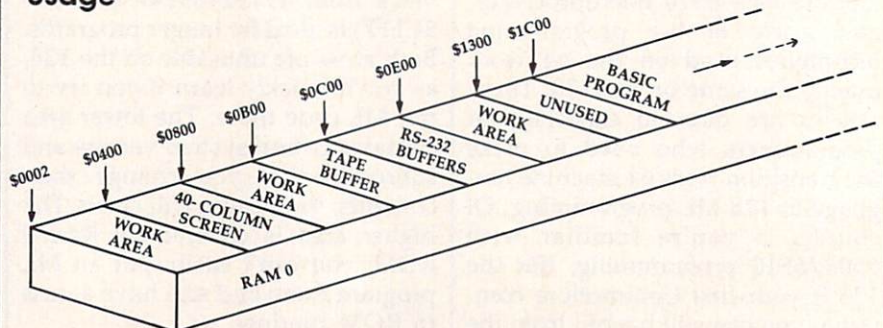 $0002
$0400
$0800
$0B00
$0C00
$0E00
$1300
$1C00
WORK
AREA
40-COLUMN
SCREEN
WORK
AREA
TAPE
BUFFER
RS-232
BUFFERS
WORK
AREA
UNUSED
BASIC
PROGRAM
RAM 0